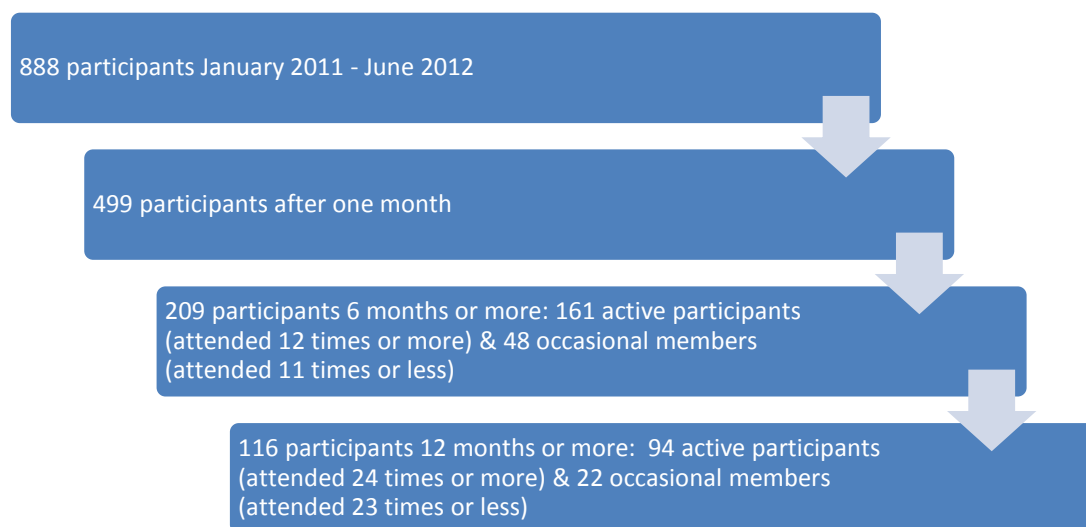 888 participants January 2011 - June 2012
499 participants after one month
209 participants 6 months or more: 161 active participants
(attended 12 times or more) & 48 occasional members
(attended 11 times or less)
116 participants 12 months or more:  94 active participants
(attended 24 times or more) & 22 occasional members
(attended 23 times or less)